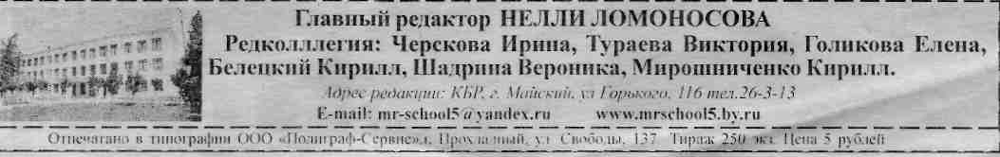 Главный редактор НЕЛЛИ ЛОМОНОСОВА
Редколллегия: Черскова Ирина, Тураева Виктория, Голикова Елена,
Белецкий Кирилл, Шадрина Вероника, Мирошниченко Кирилл.
Адрес редакции: КБР, г. Майский, ул Горького, 116 тел.26-3-13
E-mail: mr-school5@yandex.ru www.mrschool5.by.ru
Отпечатано в типографии ООО «Полиграф-Сервис», г. Прохладный, ул. Свободы, 137 Тираж 250 экз. Цена 5 рублей